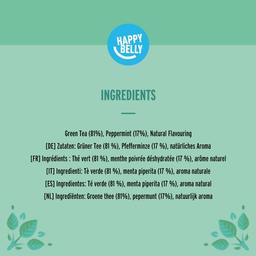 HAPPY
BELLY
INGREDIENTS
Green Tea (81%), Peppermint (17%), Natural Flavouring
[DE] Zutaten: Grüner Tee (81 %), Pfefferminze (17 %), natürliches Aroma
[FR] Ingrédients : Thé vert (81 %), menthe poivrée déshydratée (17 %), arôme naturel
[IT] Ingredienti: Tè verde (81 %), menta piperita (17 %), aroma naturale
[ES] Ingredientes: Té verde (81 %), menta piperita (17 %), aroma natural
[NL] Ingrediënten: Groene thee (81%), pepermunt (17%), natuurlijk aroma